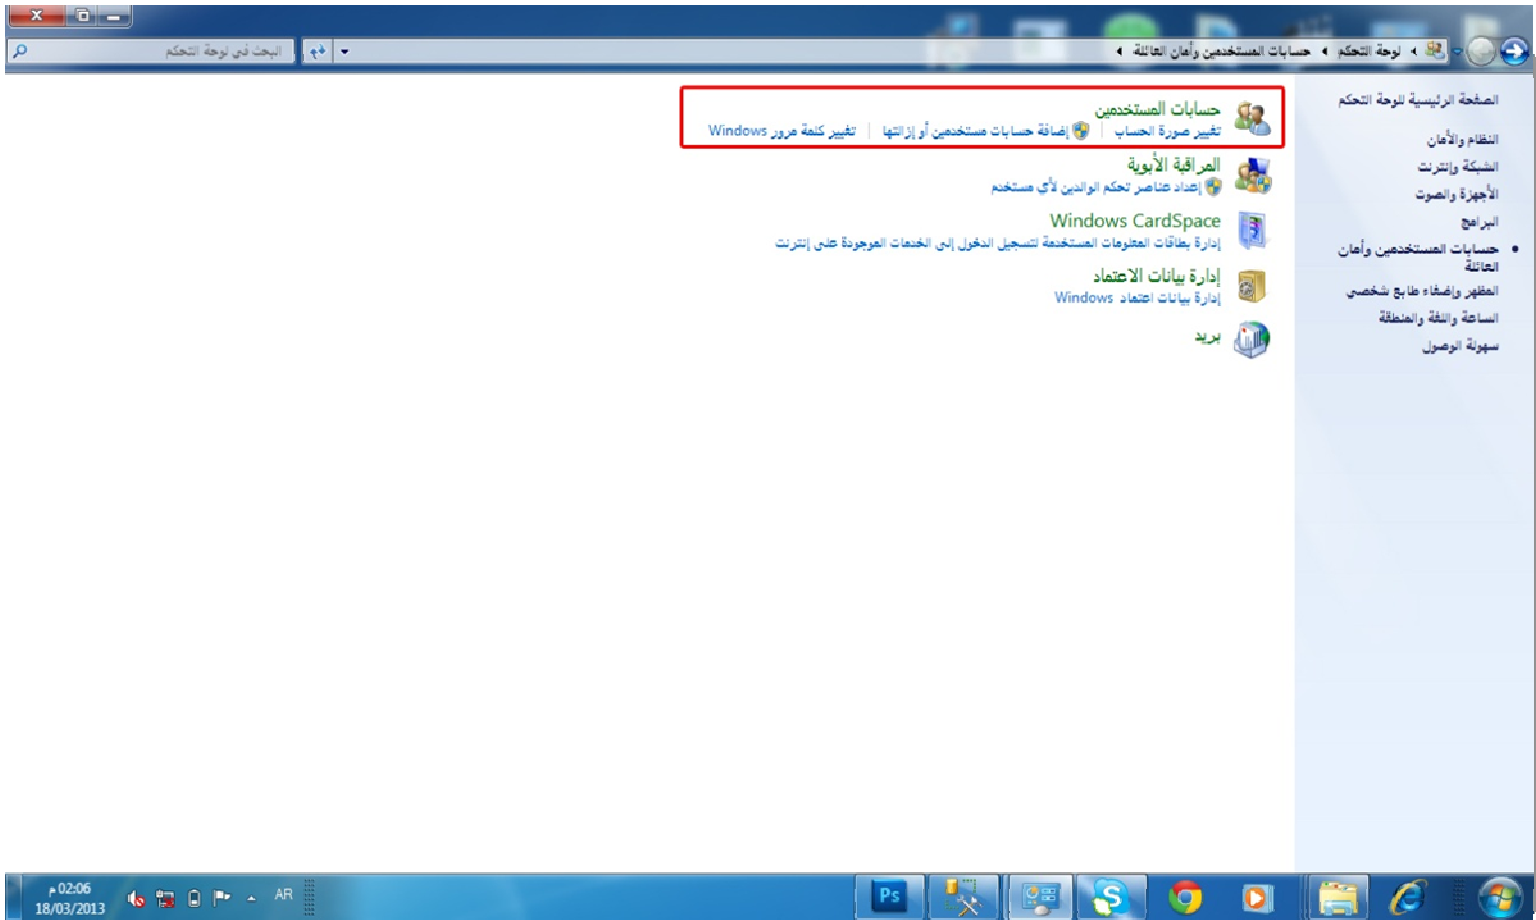 لوحة التحكم
حسابات المستخدمين وأمان العائلة
البحث في لوحة التحكم
الصفحة الرئيسية للوحة التحكم
النظام والأمان
الشبكة وإنترنت
الأجهزة والصوت
البرامج
حسابات المستخدمين وأمان
العائلة
المظهر وإضفاء طابع شخصي
الساعة واللغة والمنطقة
سهولة الوصول
حسابات المستخدمين
تغيير صورة الحساب | إضافة حسابات مستخدمين أو إزالتها | تغيير كلمة مرور Windows
المراقبة الأبوية
إعداد عناصر تحكم الوالدين لأي مستخدم
Windows CardSpace
إدارة بطاقات المعلومات المستخدمة لتسجيل الدخول إلى الخدمات الموجودة على إنترنت
إدارة بيانات الاعتماد
إدارة بيانات اعتماد Windows
بريد
Ps
AR
02:06 م
18/03/2013